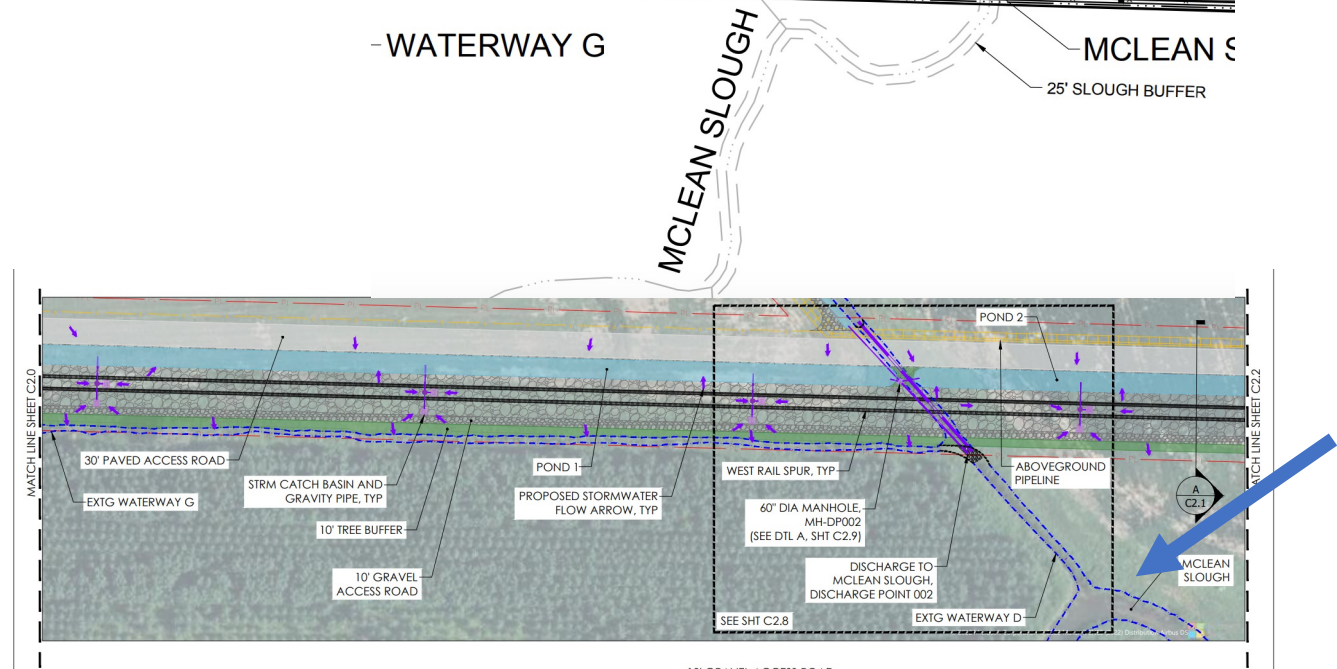 WATERWAY G
MCLEAN SLOUGH
MCLEAN S
25' SLOUGH BUFFER
MATCH LINE SHEET C2.0
30' PAVED ACCESS ROAD
EXTG WATERWAY G
STRM CATCH BASIN AND
GRAVITY PIPE, TYP
10' TREE BUFFER
10' GRAVEL
ACCESS ROAD
POND 1
PROPOSED STORMWATER
FLOW ARROW, TYP
POND 2
WEST RAIL SPUR, TYP
60" DIA MANHOLE,
MH-DP002
(SEE DTL A, SHT C2.9)
DISCHARGE TO
MCLEAN SLOUGH,
DISCHARGE POINT 002
SEE SHT C2.8
EXTG WATERWAY D
ABOVEGROUND
PIPELINE
A
C2.1
MCLEAN
SLOUGH
ATCH LINE SHEET C2.2